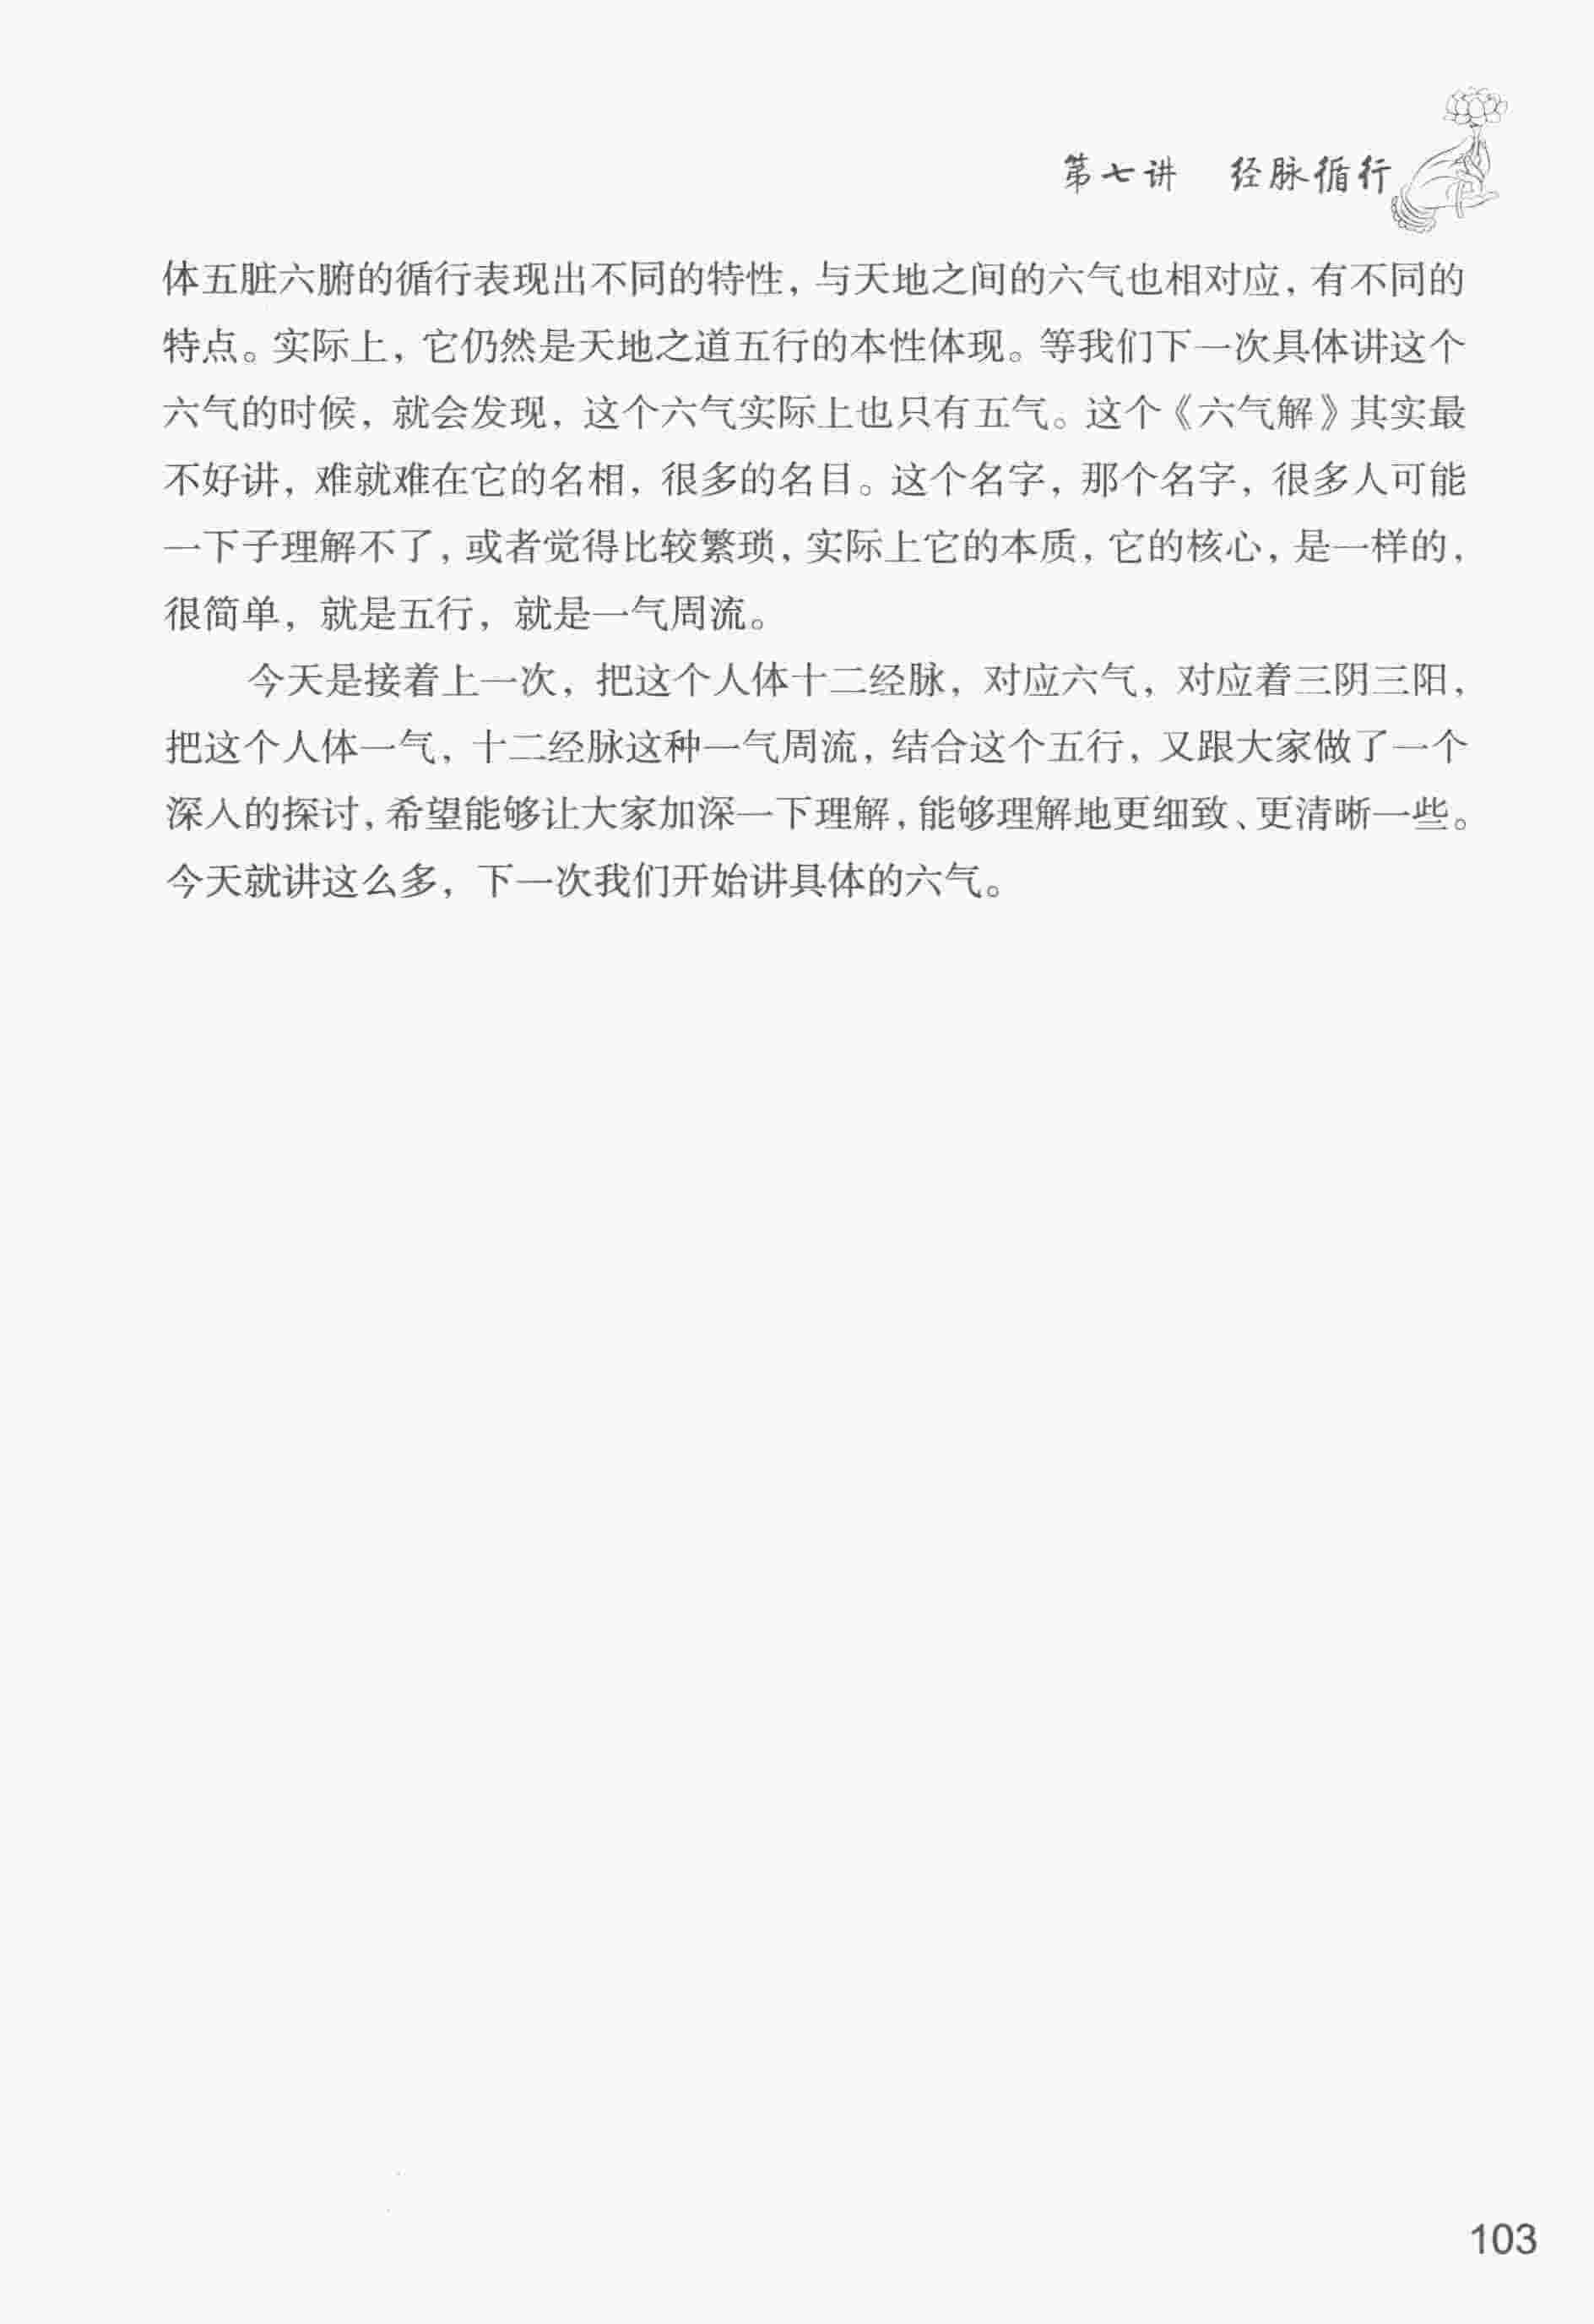 第七讲 经脉循行
体五脏六腑的循行表现出不同的特性，与天地之间的六气也相对应，有不同的
特点。实际上，它仍然是天地之道五行的本性体现。等我们下一次具体讲这个
六气的时候，就会发现，这个六气实际上也只有五气。这个《六气解》其实最
不好讲，难就难在它的名相，很多的名目。这个名字，那个名字，很多人可能
一下子理解不了，或者觉得比较繁琐，实际上它的本质，它的核心，是一样的，
很简单，就是五行，就是一气周流。
今天是接着上一次，把这个人体十二经脉，对应六气，对应着三阴三阳，
把这个人体一气，十二经脉这种一气周流，结合这个五行，又跟大家做了一个
深入的探讨，希望能够让大家加深一下理解，能够理解地更细致、更清晰一些。
今天就讲这么多，下一次我们开始讲具体的六气。
103